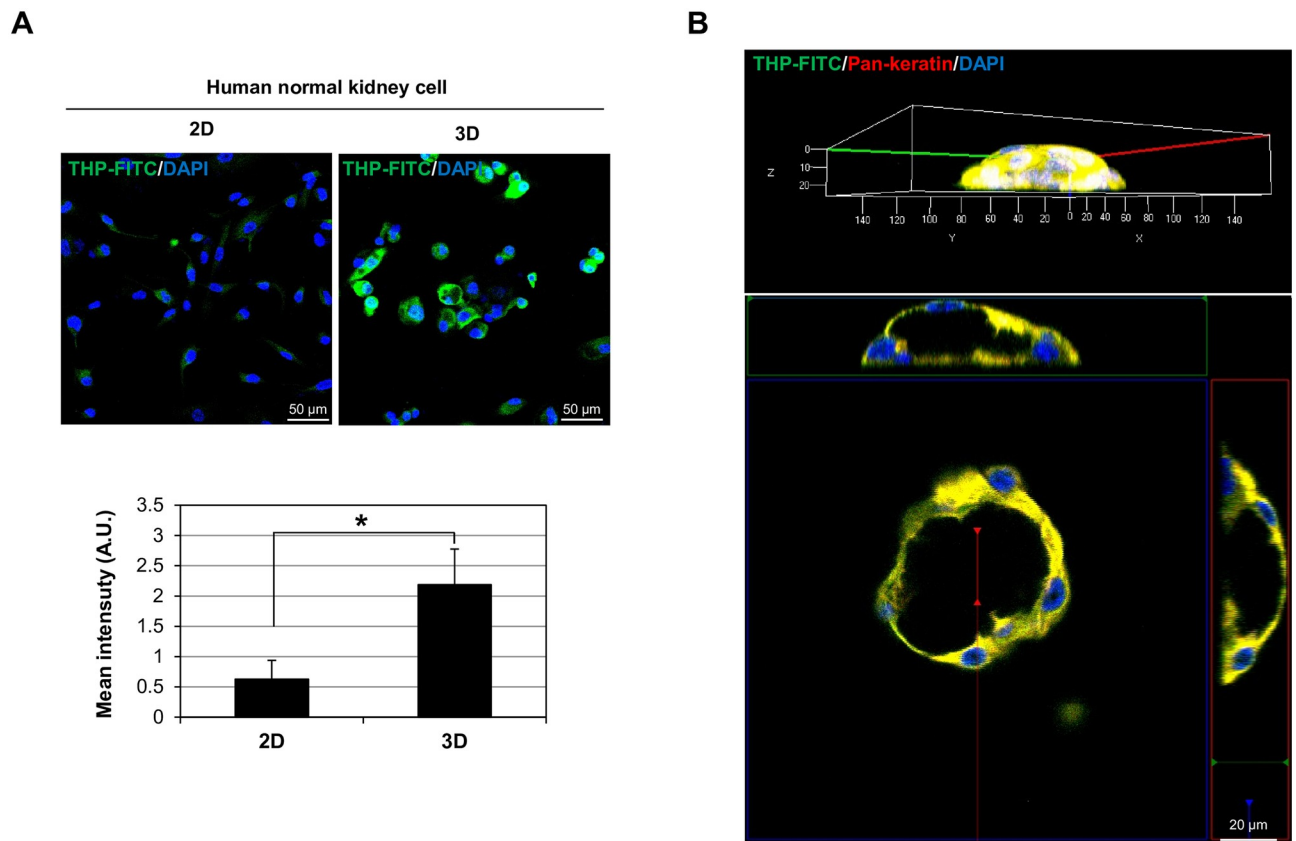 A
Human normal kidney cell
2D
3D
THP-FITC/DAPI
THP-FITC/DAPI
50 µm
50 µm
Mean intensuty (A.U.)
3.5
3
2.5
2
1.5
1
0.5
0
*
2D
3D
B
THP-FITC/Pan-keratin/DAPI
Z
0
10
20
140
120
100
80
60
40
20
0
20
40
60
80
100
120
140
Y
X
20 µm